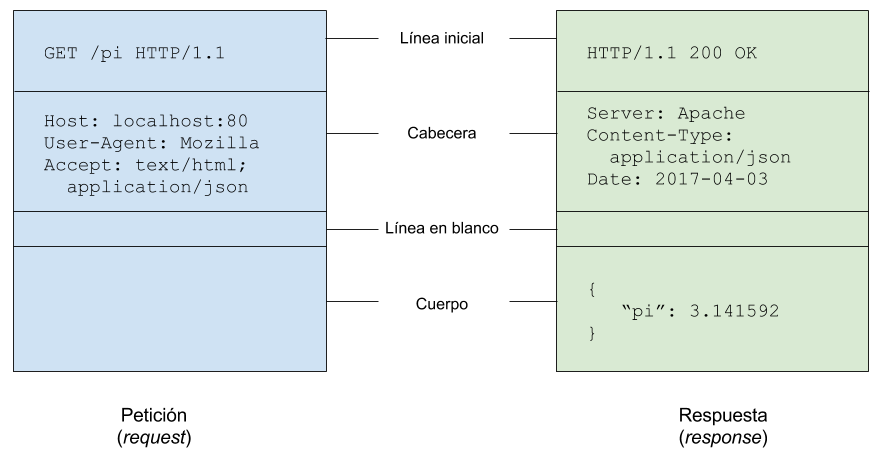 GET /pi HTTP/1.1
Host: localhost:80
User-Agent: Mozilla
Accept: text/html;
application/json
Línea inicial
Cabecera
Línea en blanco
Cuerpo
HTTP/1.1 200 OK
Server: Apache
Content-Type:
application/json
Date: 2017-04-03
{
“pi”: 3.141592
}
Petición
(request)
Respuesta
(response)